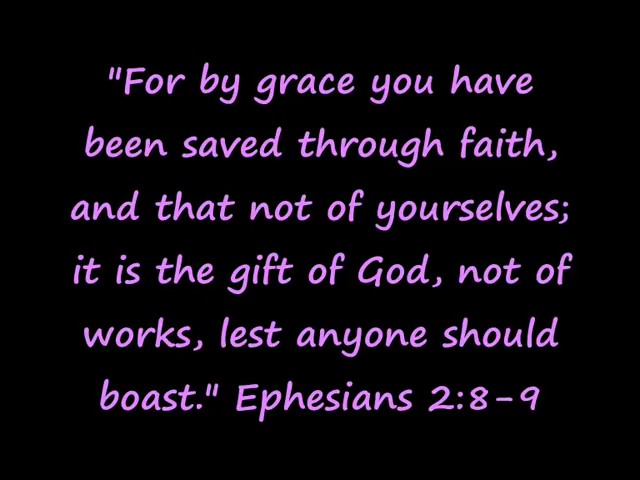 "For by grace you have
been saved through faith,
and that not of yourselves;
it is the gift of God, not of
works, lest anyone should
boast." Ephesians 2:8-9